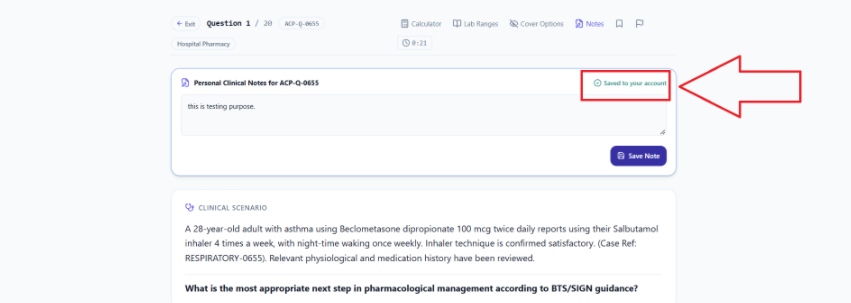 ← Exit Question 1 / 20 ACP-Q-0655 Calculator Lab Ranges Cover Options Notes
Hospital Pharmacy 0:21
Personal Clinical Notes for ACP-Q-0655 Saved to your account
this is testing purpose.
Save Note
CLINICAL SCENARIO
A 28-year-old adult with asthma using Beclometasone dipropionate 100 mcg twice daily reports using their Salbutamol
inhaler 4 times a week, with night-time waking once weekly. Inhaler technique is confirmed satisfactory. (Case Ref:
RESPIRATORY-0655). Relevant physiological and medication history have been reviewed.
What is the most appropriate next step in pharmacological management according to BTS/SIGN guidance?